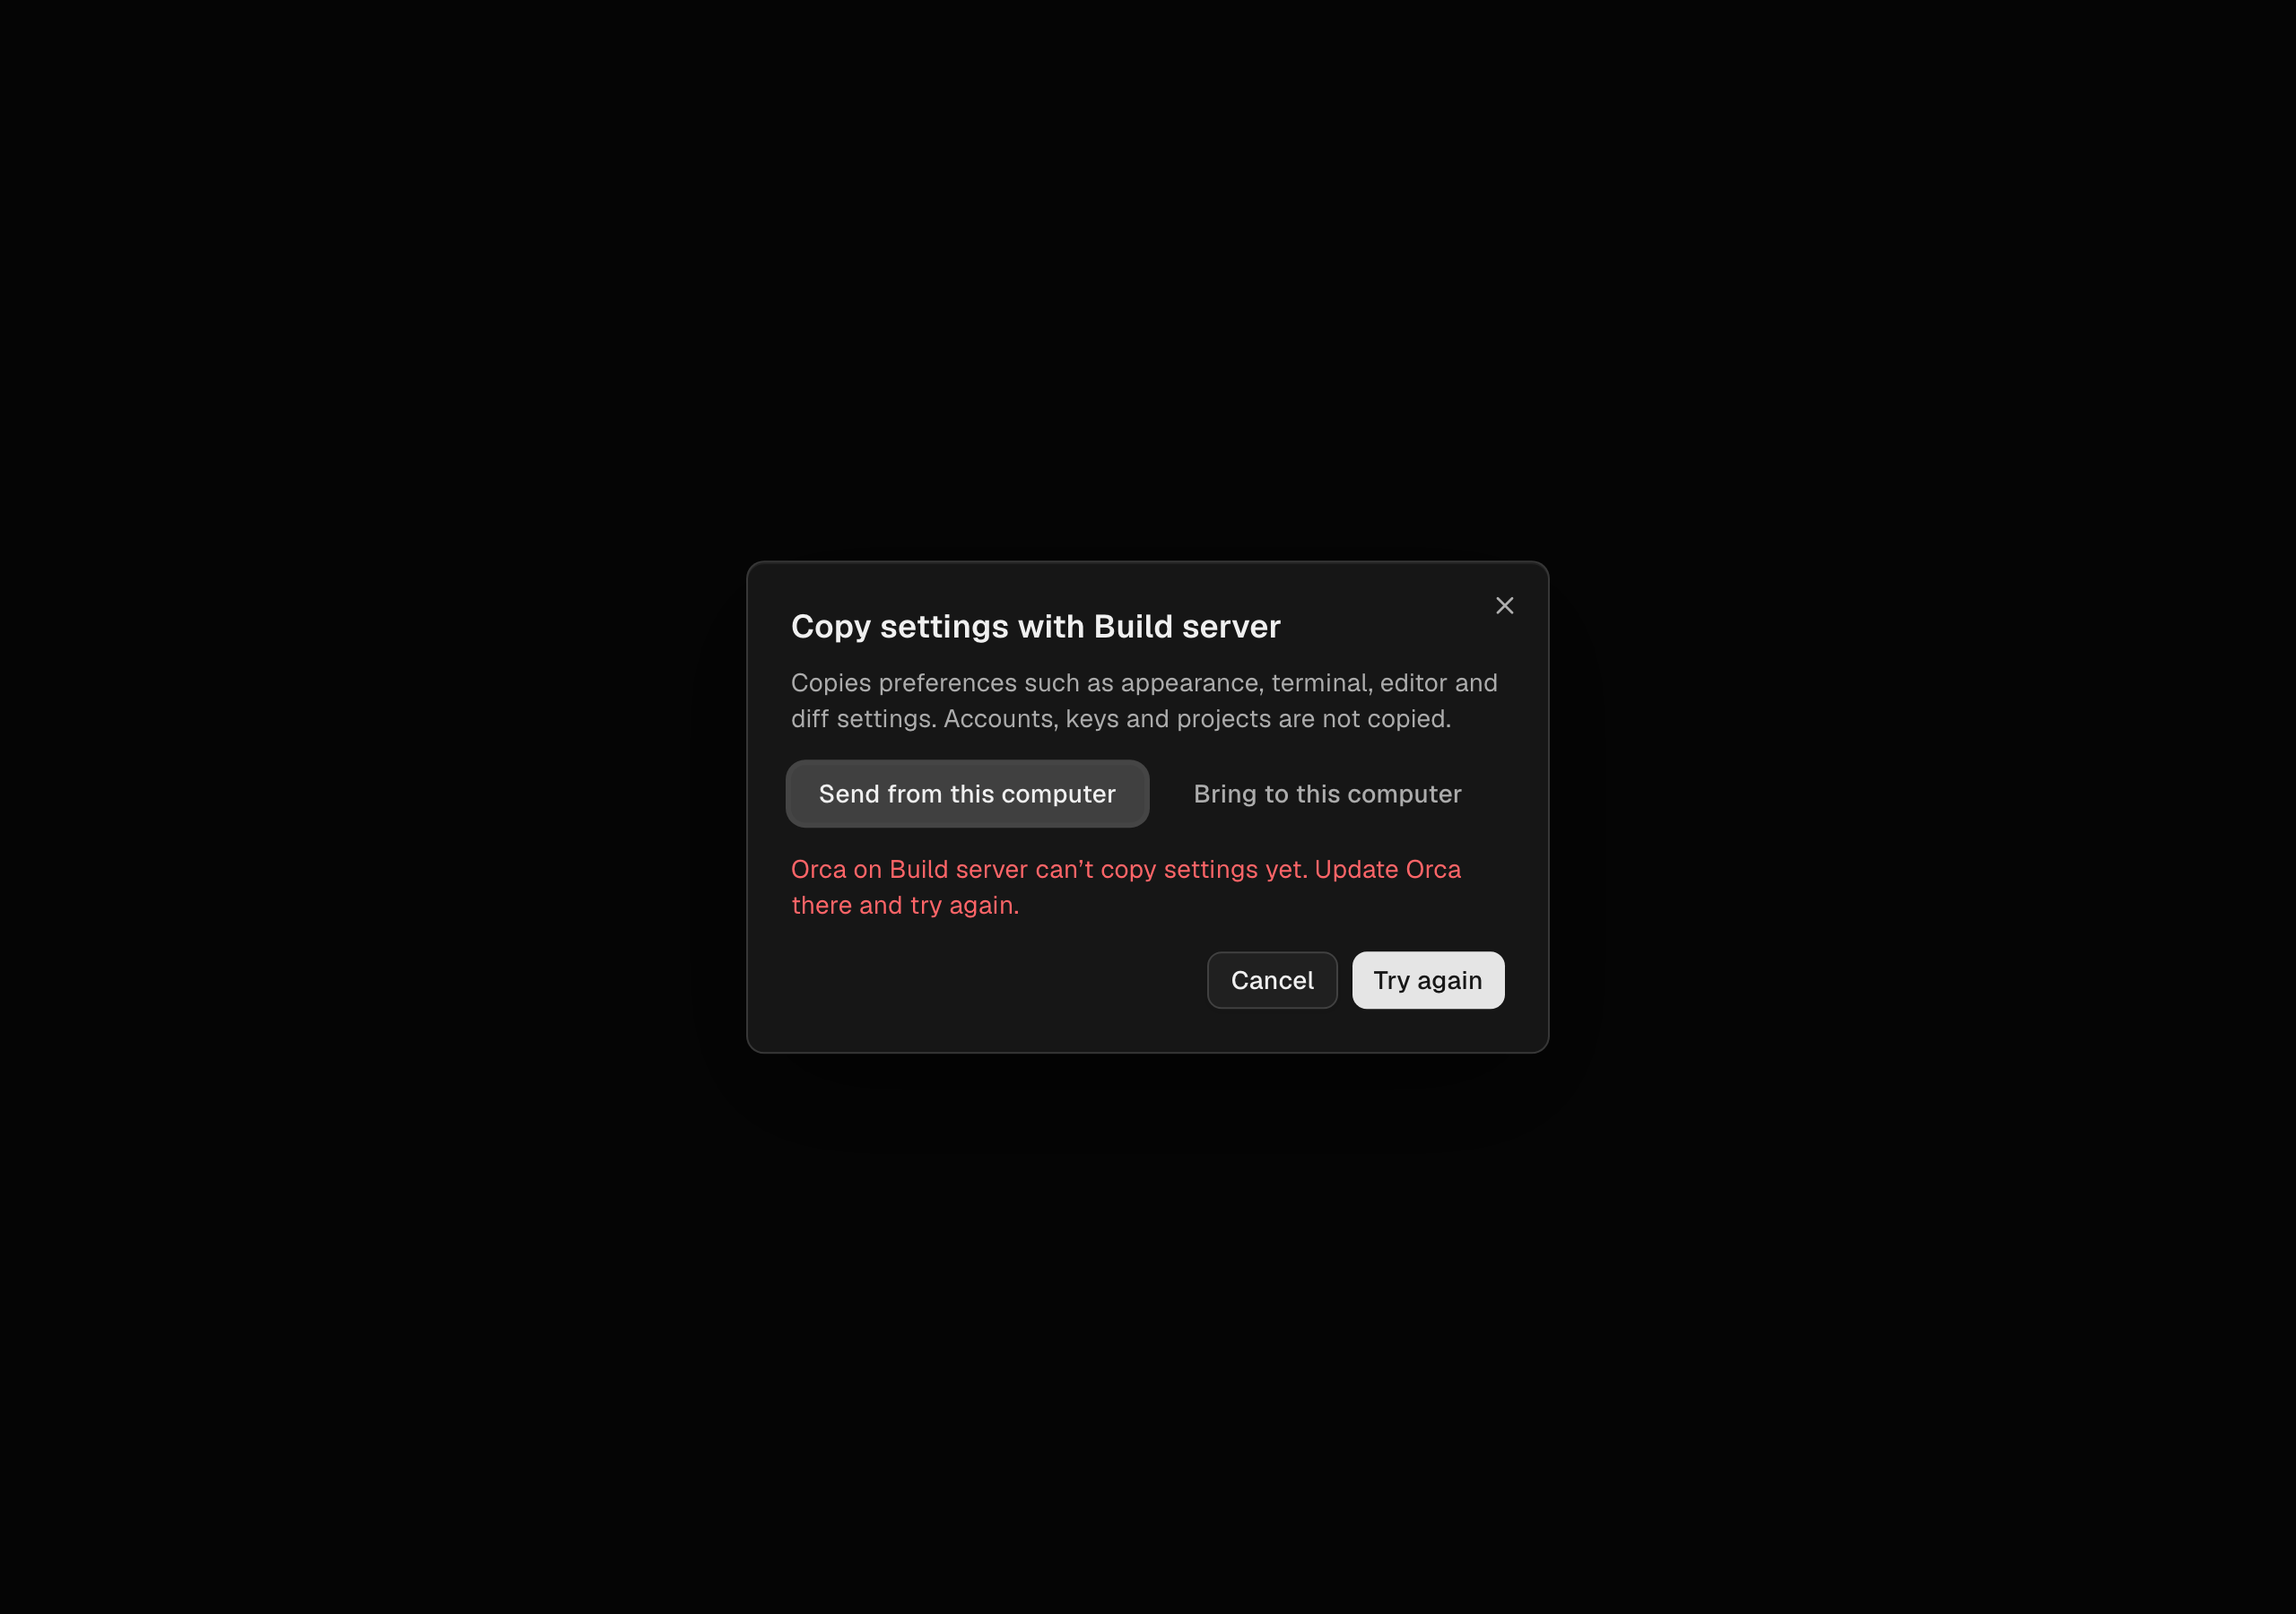 Copy settings with Build server
Copies preferences such as appearance, terminal, editor and
diff settings. Accounts, keys and projects are not copied.
Send from this computer
Bring to this computer
Orca on Build server can’t copy settings yet. Update Orca
there and try again.
Cancel
Try again